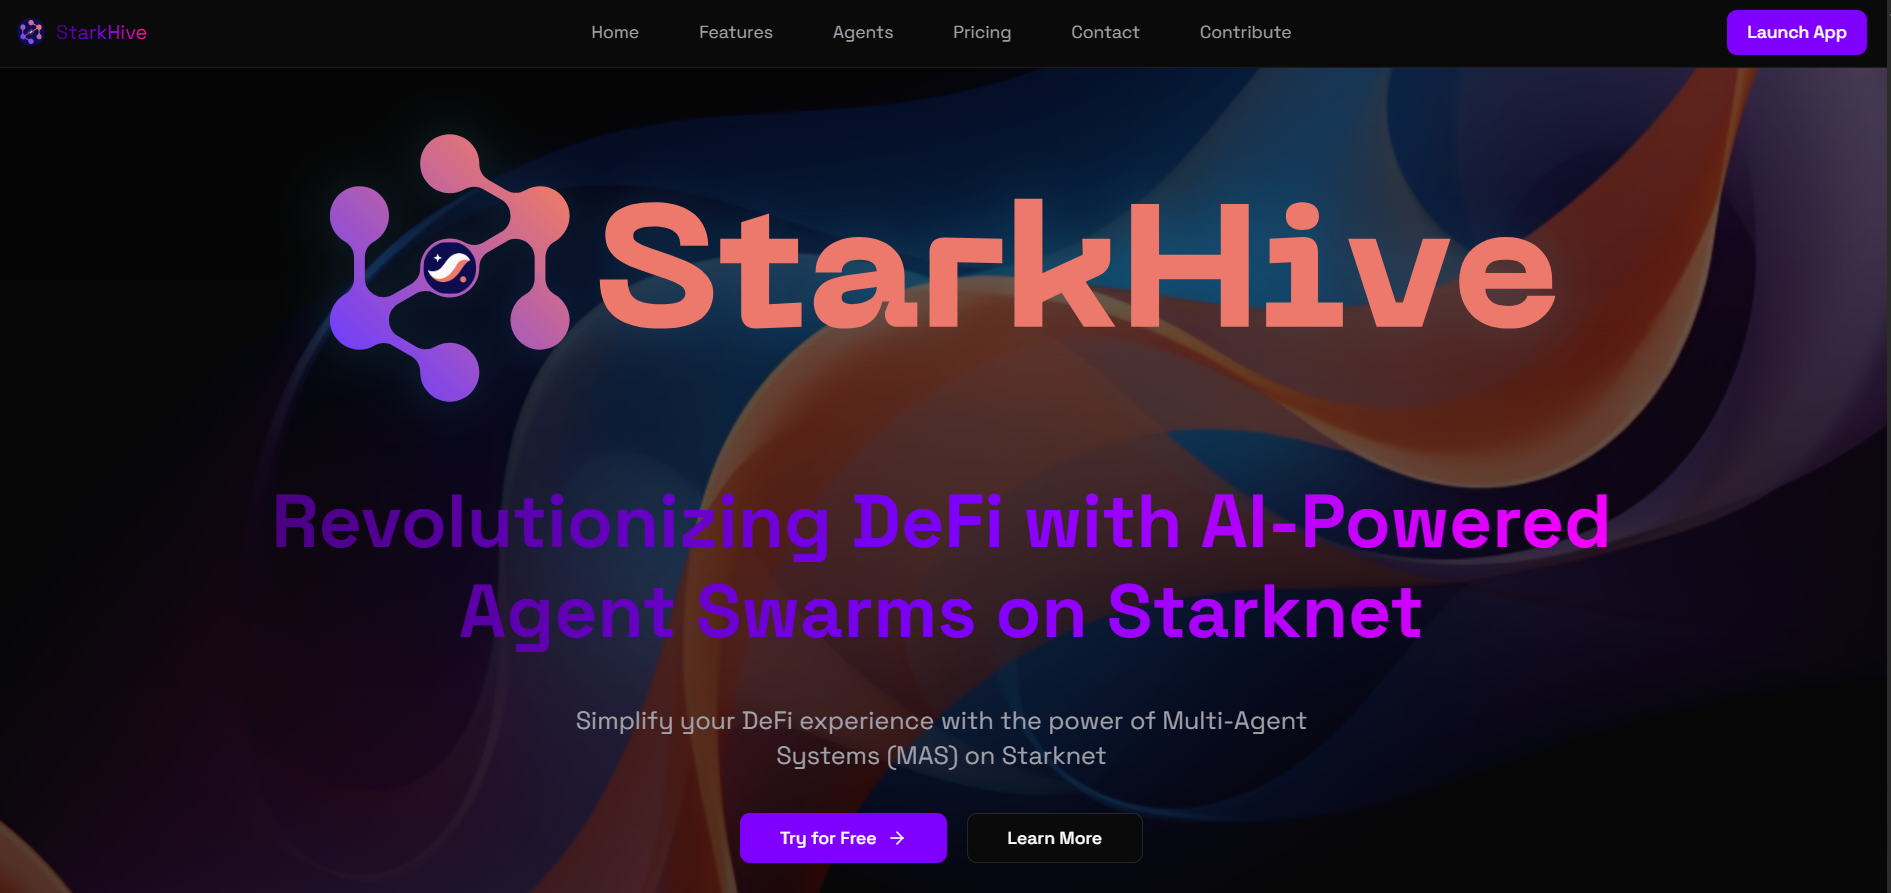 StarkHive
Home
Features
Agents
Pricing
Contact
Contribute
Launch App
StarkHive
Revolutionizing DeFi with AI-Powered
Agent Swarms on Starknet
Simplify your DeFi experience with the power of Multi-Agent
Systems (MAS) on Starknet
Try for Free
Learn More